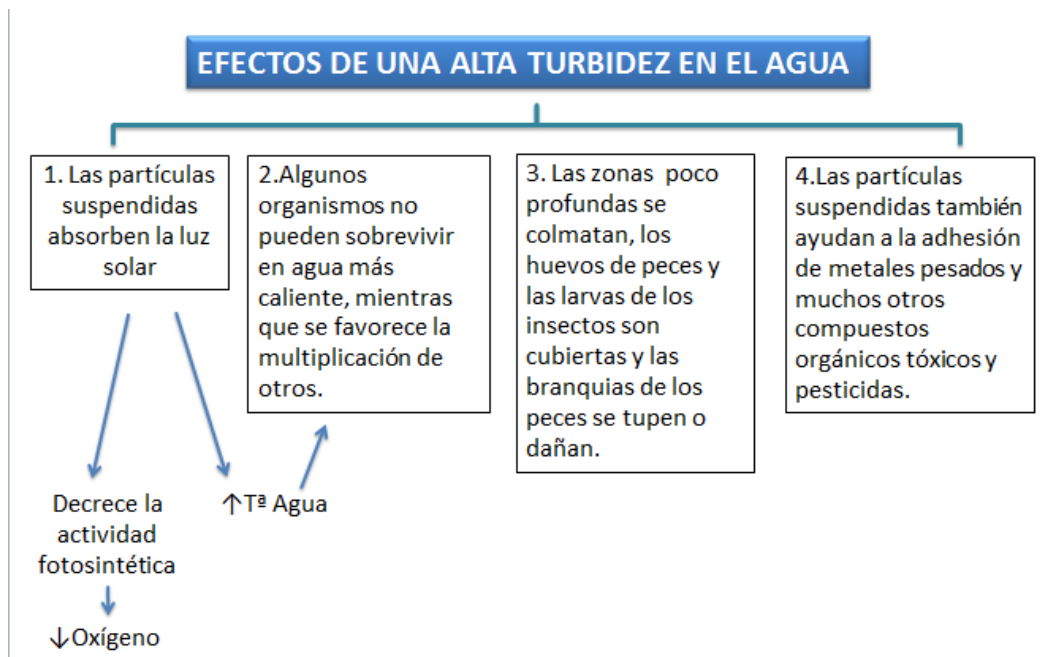 EFECTOS DE UNA ALTA TURBIDEZ EN EL AGUA
1. Las partículas
suspendidas
absorben la luz
solar
2.Algunos
organismos no
pueden sobrevivir
en agua más
caliente, mientras
que se favorece la
multiplicación de
otros.
3. Las zonas poco
profundas se
colmatan, los
huevos de peces y
las larvas de los
insectos son
cubiertas y las
branquias de los
peces se tupen o
dañan.
4.Las partículas
suspendidas también
ayudan a la adhesión
de metales pesados y
muchos otros
compuestos
orgánicos tóxicos y
pesticidas.
Decrece la
actividad
fotosintética
↑Tª Agua
↓Oxígeno